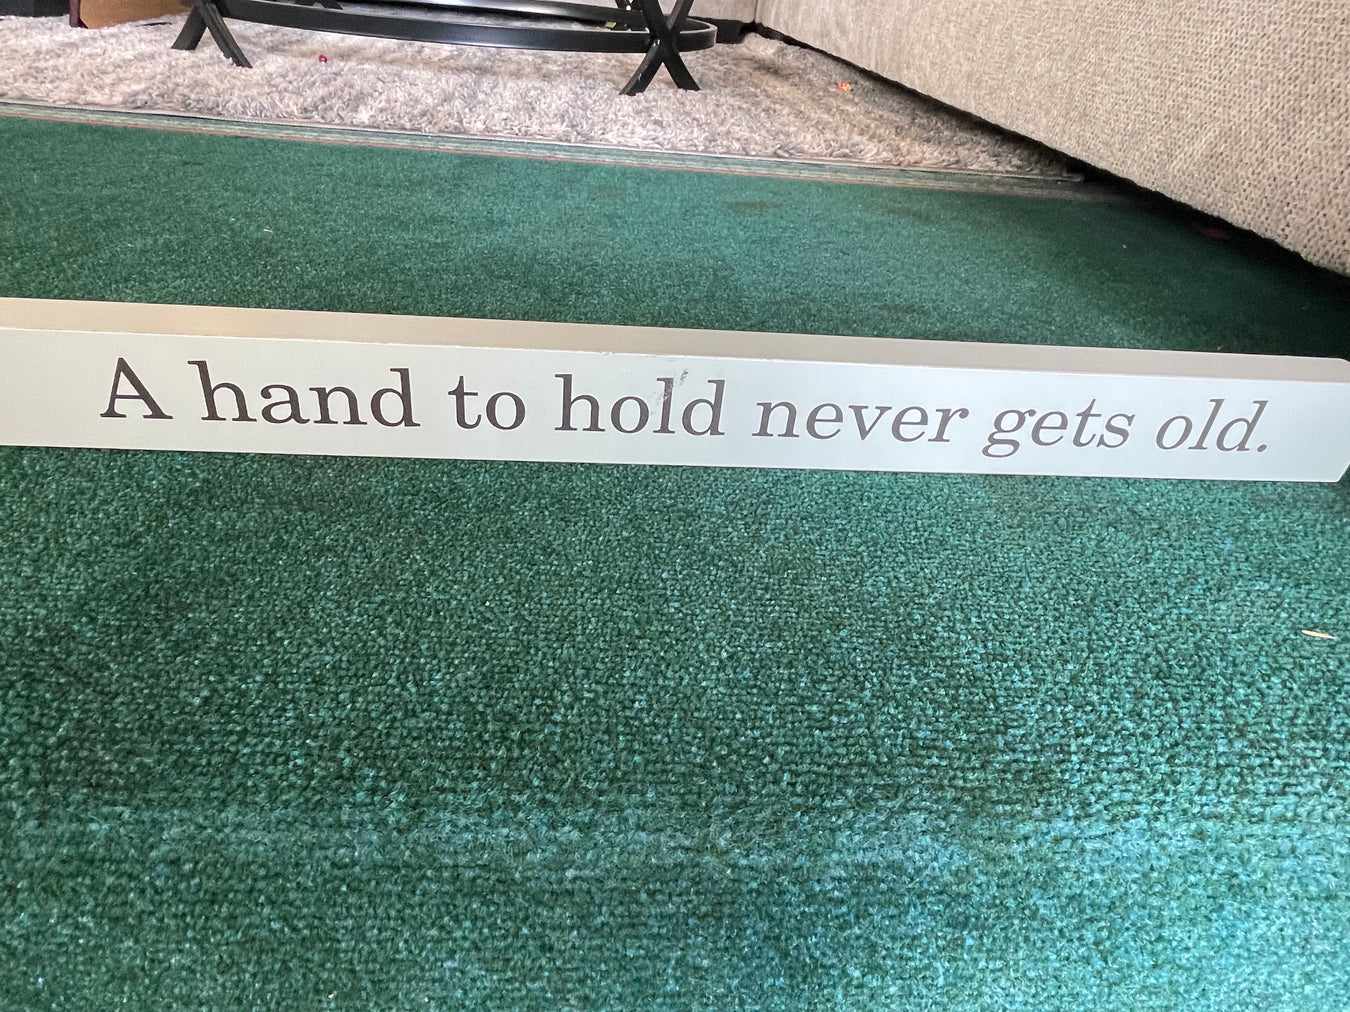 A hand to hold never gets old.